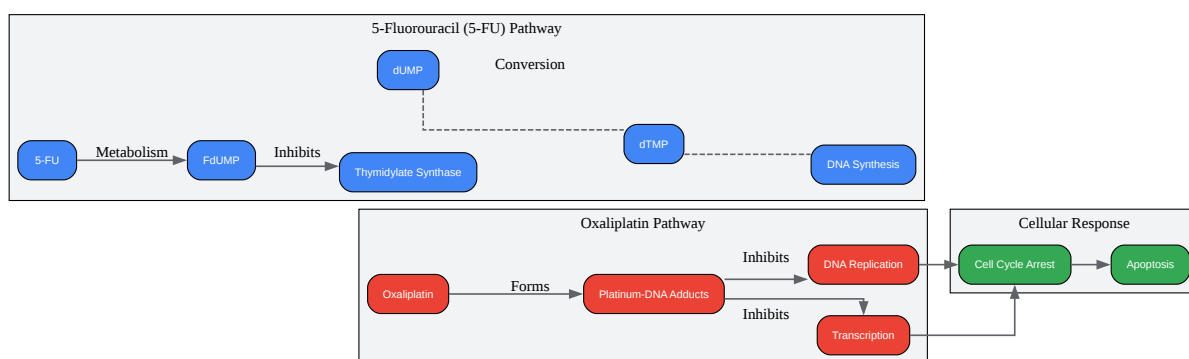 5-Fluorouracil (5-FU) Pathway
dUMP
Conversion
5-FU
Metabolism
FdUMP
Inhibits
Thymidylate Synthase
dTMP
DNA Synthesis
Oxaliplatin Pathway
Oxaliplatin
Forms
Platinum-DNA Adducts
Inhibits
DNA Replication
Inhibits
Transcription
Cellular Response
Cell Cycle Arrest
Apoptosis